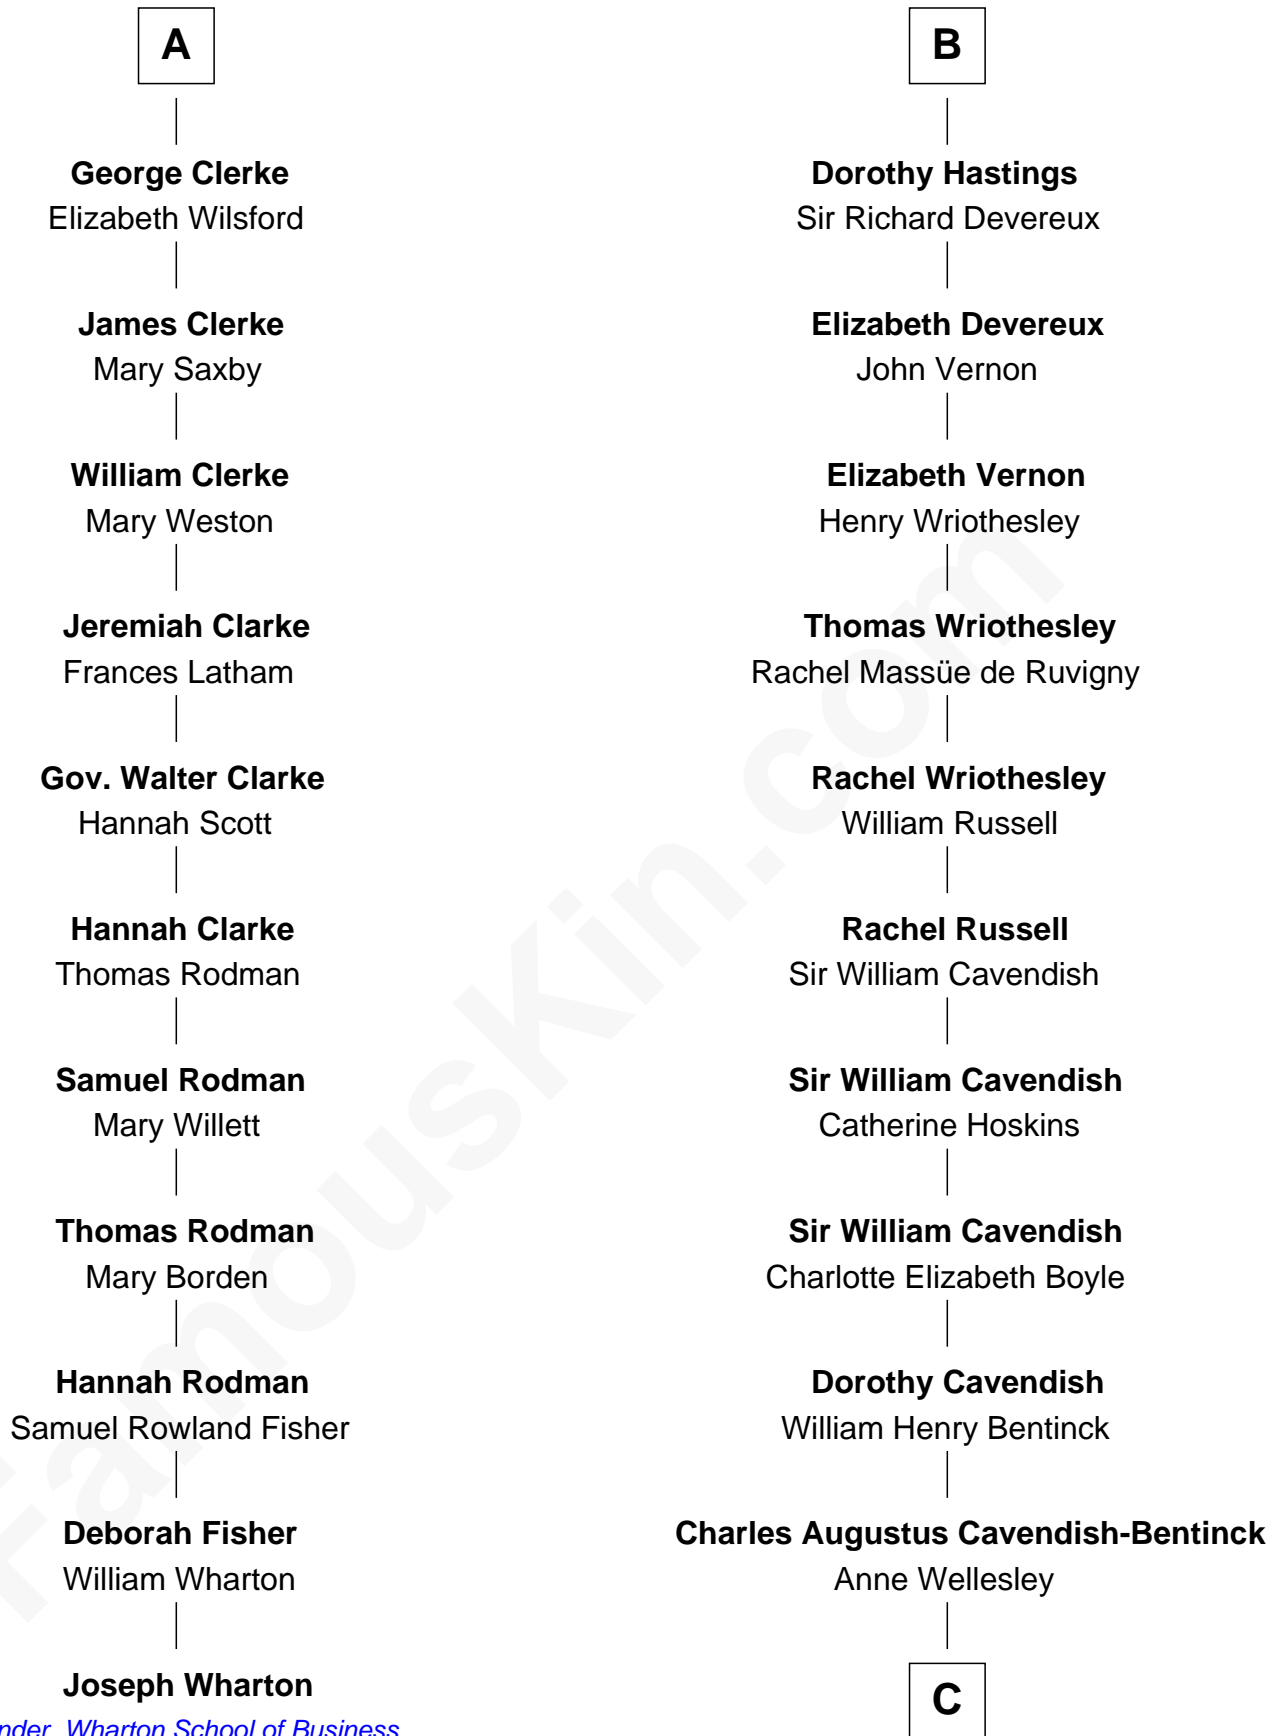 A
George Clerke
Elizabeth Wilsford
James Clerke
Mary Saxby
William Clerke
Mary Weston
Jeremiah Clarke
Frances Latham
Gov. Walter Clarke
Hannah Scott
Hannah Clarke
Thomas Rodman
Samuel Rodman
Mary Willett
Thomas Rodman
Mary Borden
Hannah Rodman
Samuel Rowland Fisher
Deborah Fisher
William Wharton
Joseph Wharton
Wharton School of Business
B
Dorothy Hastings
Sir Richard Devereux
Elizabeth Devereux
John Vernon
Elizabeth Vernon
Henry Wriothesley
Thomas Wriothesley
Rachel Massüe de Ruvigny
Rachel Wriothesley
William Russell
Rachel Russell
Sir William Cavendish
Sir William Cavendish
Catherine Hoskins
Sir William Cavendish
Charlotte Elizabeth Boyle
Dorothy Cavendish
William Henry Bentinck
Charles Augustus Cavendish-Bentinck
Anne Wellesley
C
FamousKin.com